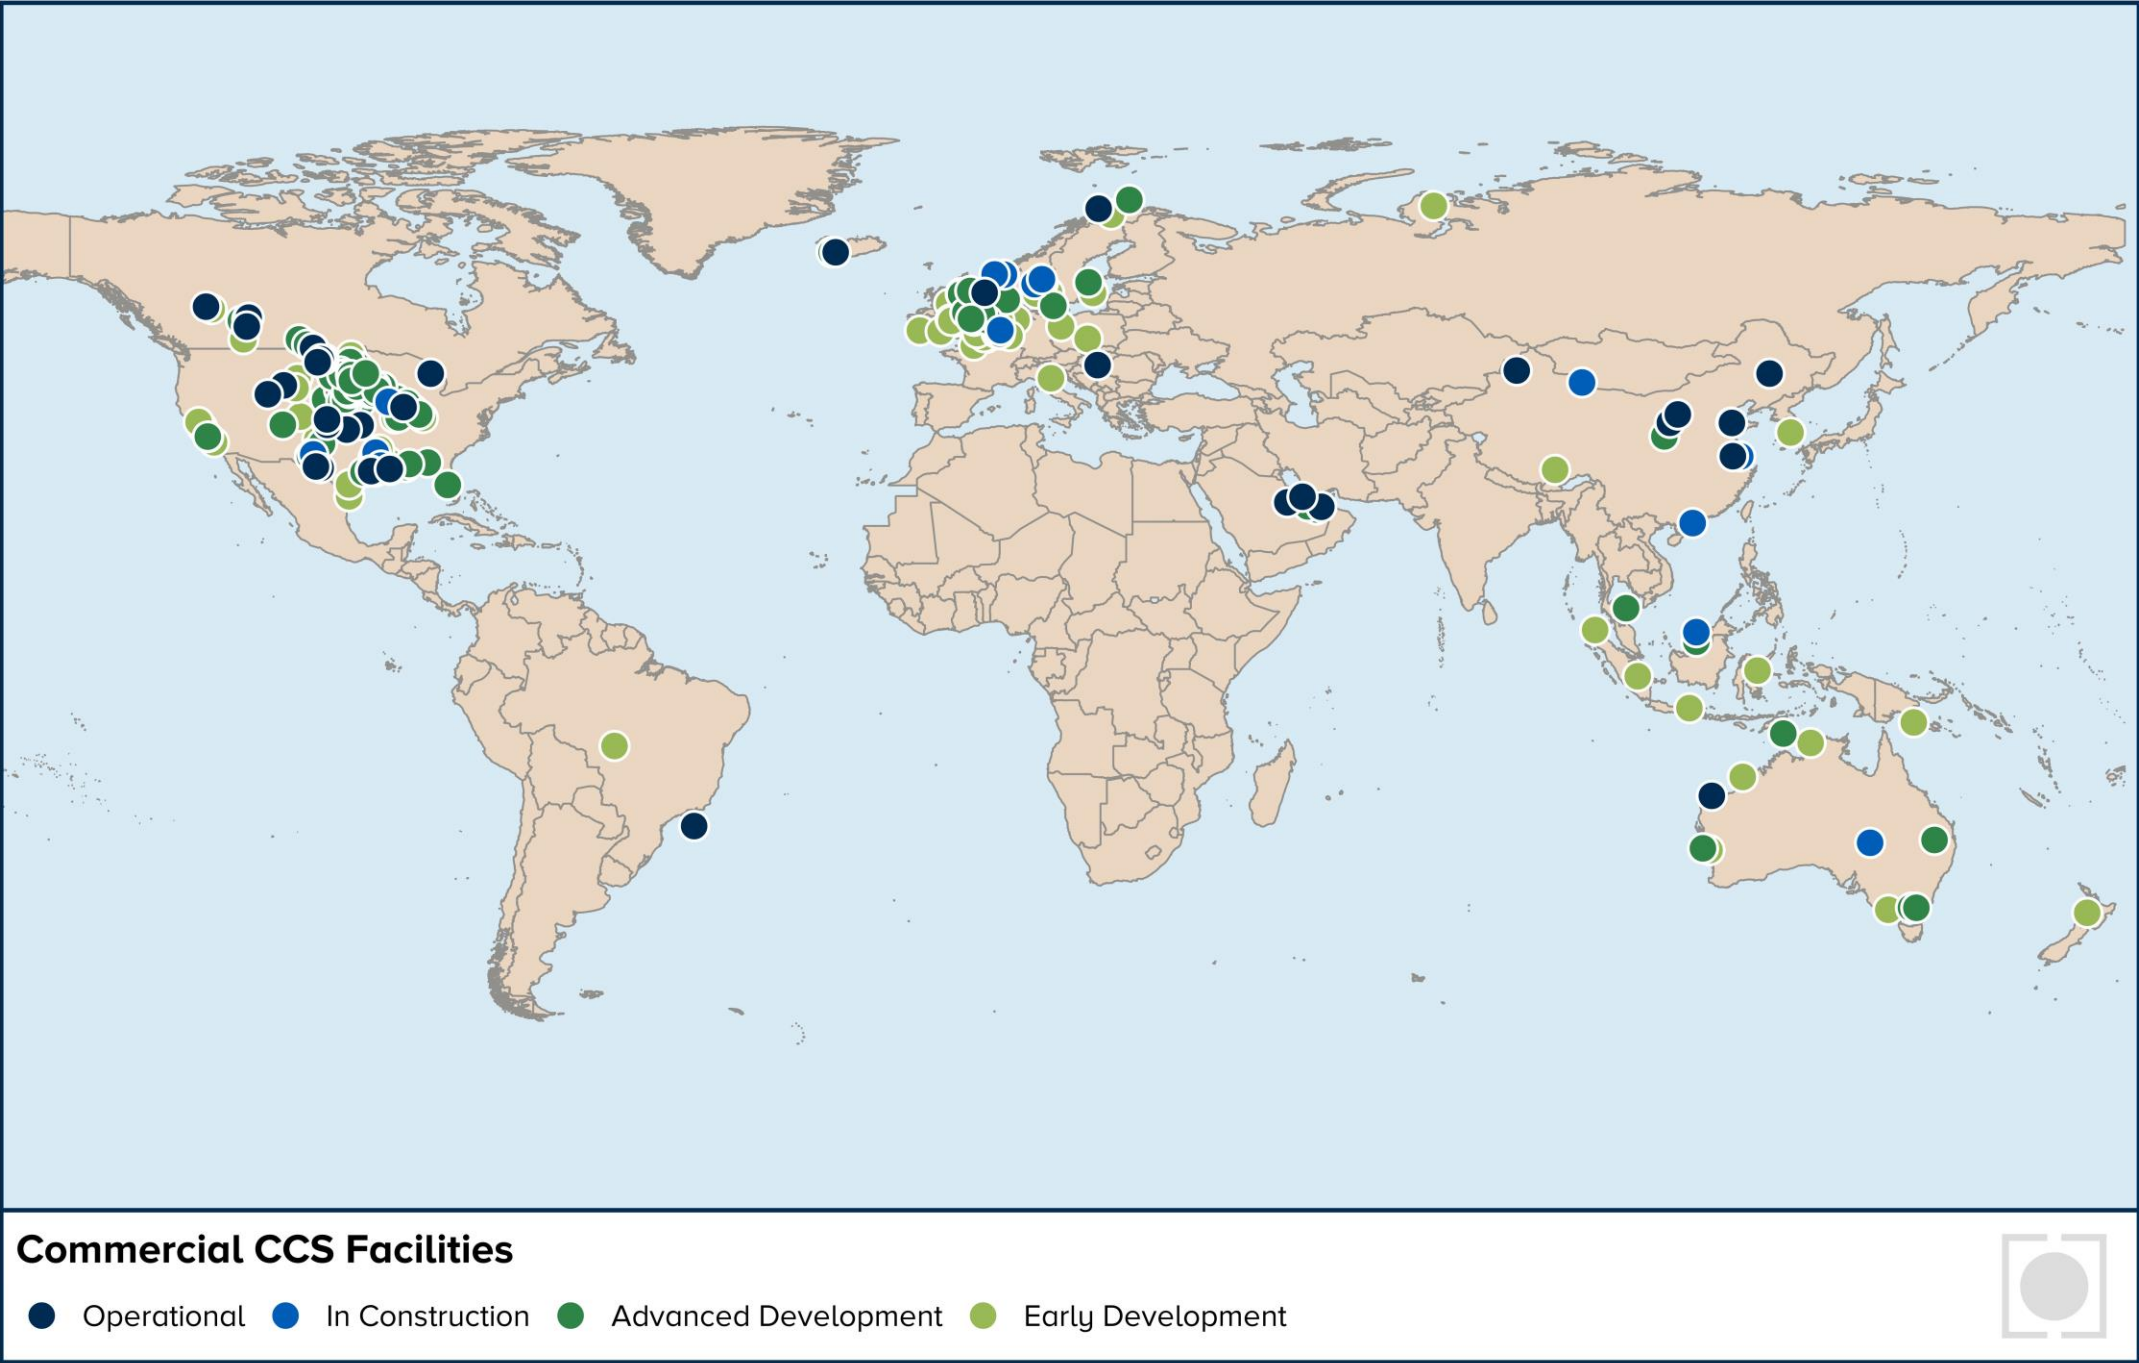 Commercial CCS Facilities
Operational In Construction Advanced Development Early Development